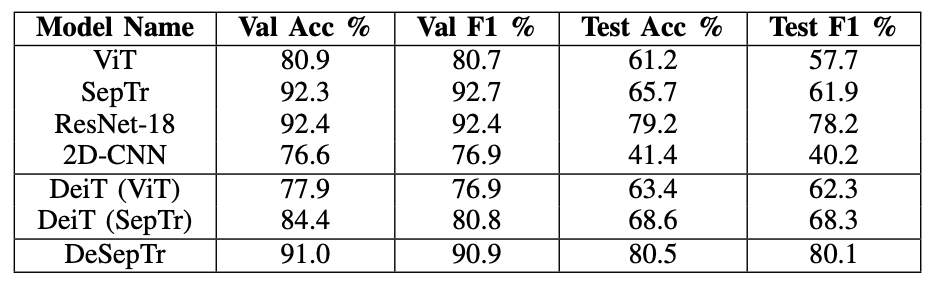 Model Name Val Acc % Val F1 % Test Acc % Test F1 %
ViT 80.9 80.7 61.2 57.7
SepTr 92.3 92.7 65.7 61.9
ResNet-18 92.4 92.4 79.2 78.2
2D-CNN 76.6 76.9 41.4 40.2
DeiT (ViT) 77.9 76.9 63.4 62.3
DeiT (SepTr) 84.4 80.8 68.6 68.3
DeSepTr 91.0 90.9 80.5 80.1